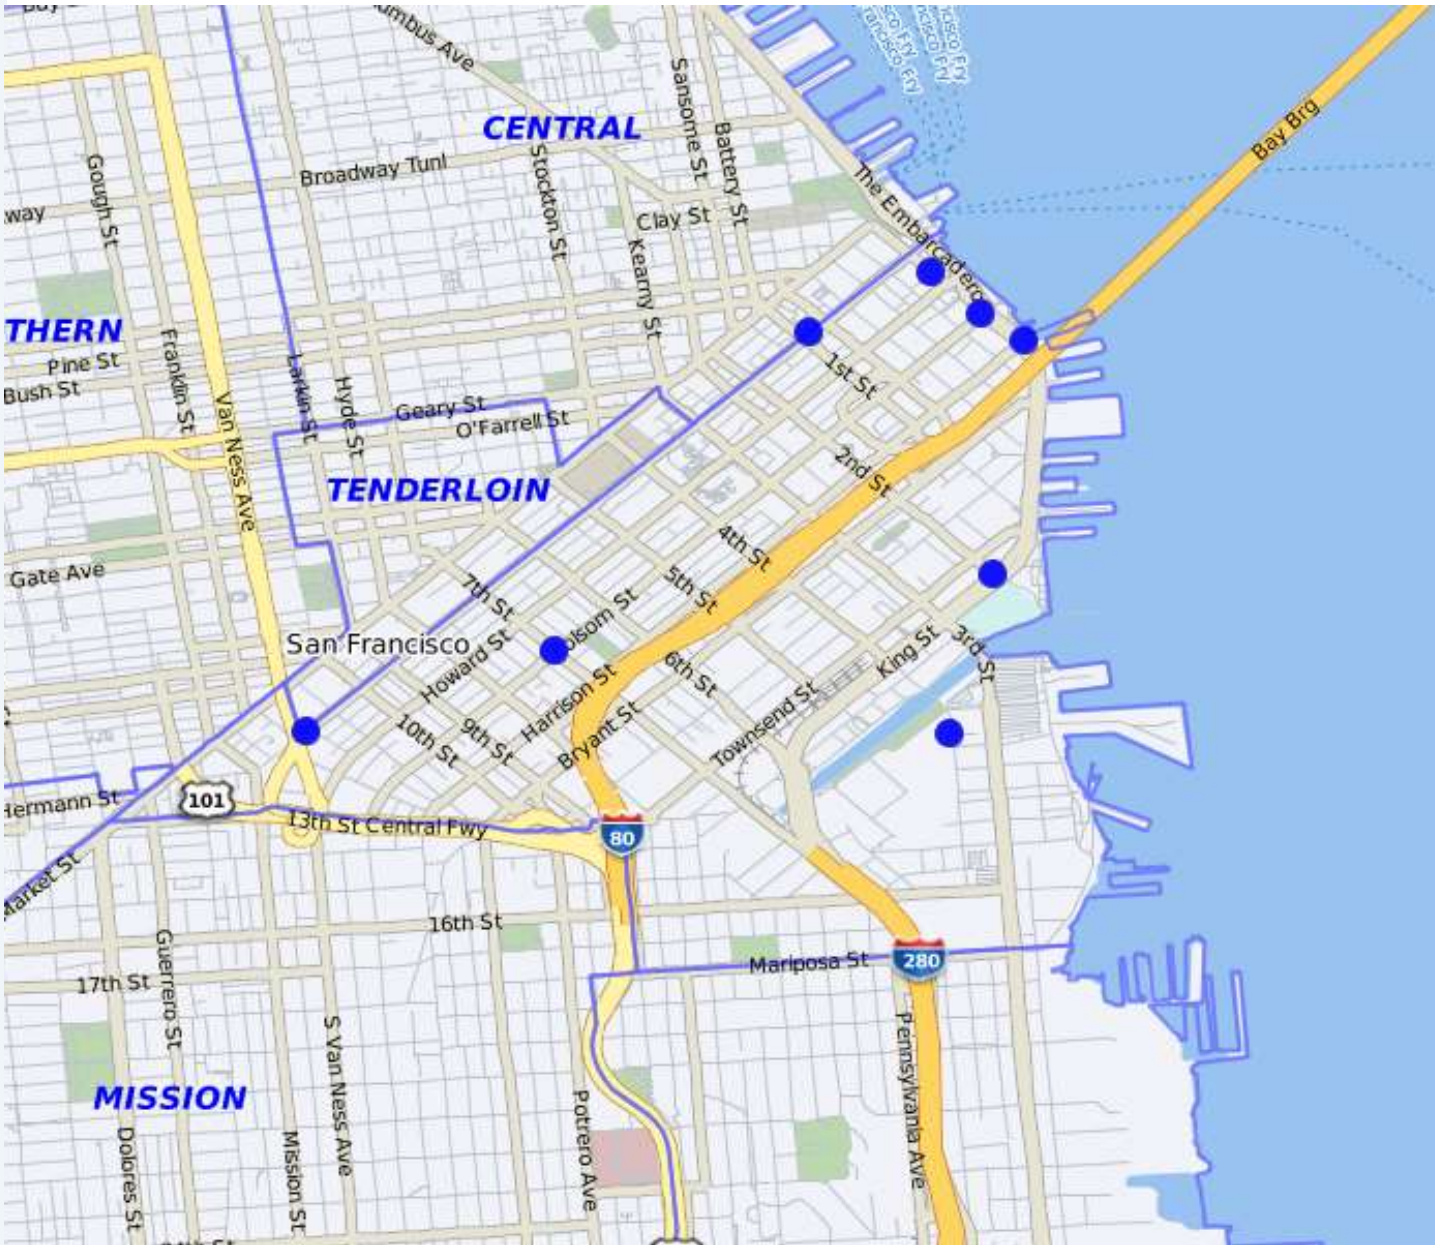 umbus Ave
Sansome St
CENTRAL
Battery St
Bay Brg
Broadway Tunl
Stockton St
Gough St
The Embarcadero
way
Clay St
Kearny St
THERN
Pine St
Franklin St
Larkin St
1st St
Bush St
Hyde St
Geary St
O'Farrell St
Van Ness Ave
2nd St
TENDERLOIN
4th St
Gate Ave
7th St
5th St
olsom St
San Francisco
Howard St
King St
3rd St
6th St
Harrison St
Townsend St
10th St
9th St
Bryant St
101
Hermann St
13th St Central Fwy
80
Market St
16th St
Mariposa St
280
17th St
Guerrero St
S Van Ness Ave
Pennsylvania Ave
MISSION
Potrero Ave
Dolores St
Mission St